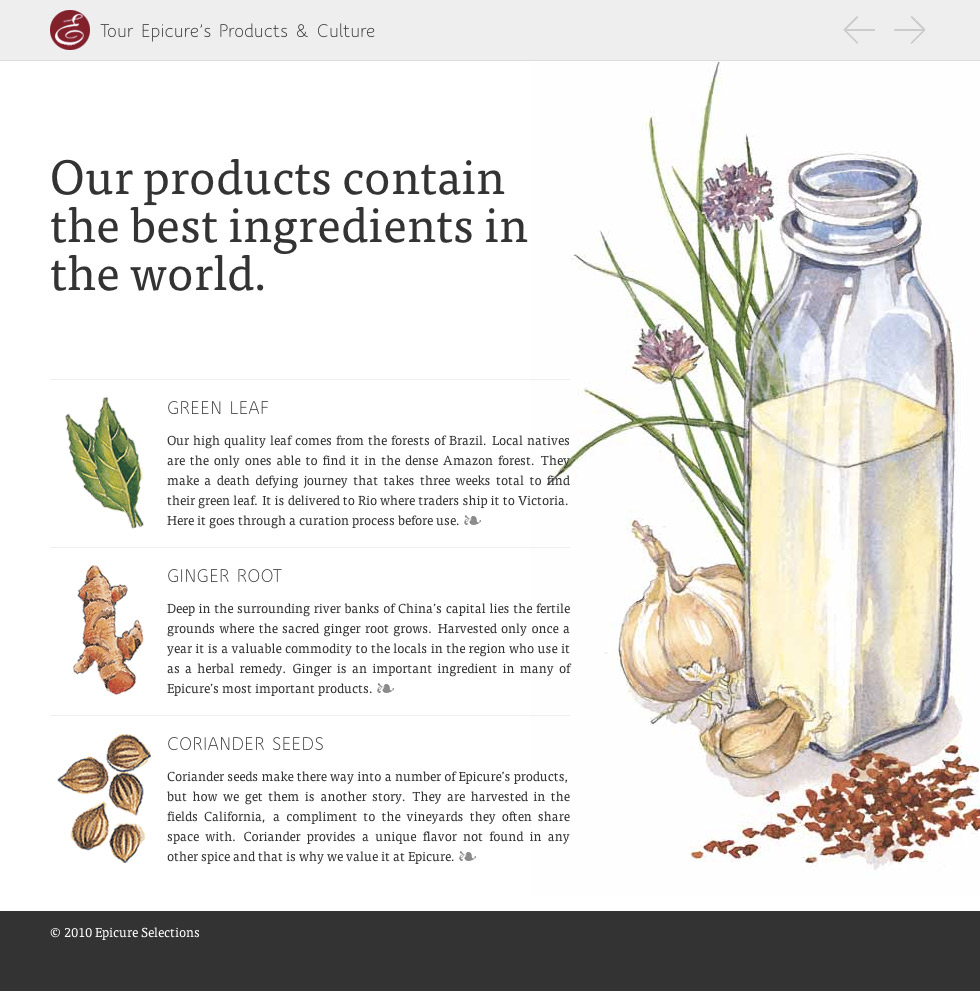 Tour Epicure's Products & Culture
Our products contain
the best ingredients in
the world.
GREEN LEAF
Our high quality leaf comes from the forests of Brazil. Local natives
are the only ones able to find it in the dense Amazon forest. They
make a death defying journey that takes three weeks total to find
their green leaf. It is delivered to Rio where traders ship it to Victoria.
Here it goes through a curation process before use. ❧
GINGER ROOT
Deep in the surrounding river banks of China's capital lies the fertile
grounds where the sacred ginger root grows. Harvested only once a
year it is a valuable commodity to the locals in the region who use it
as a herbal remedy. Ginger is an important ingredient in many of
Epicure's most important products. ❧
CORIANDER SEEDS
Coriander seeds make there way into a number of Epicure's products,
but how we get them is another story. They are harvested in the
fields California, a compliment to the vineyards they often share
space with. Coriander provides a unique flavor not found in any
other spice and that is why we value it at Epicure. ❧
© 2010 Epicure Selections